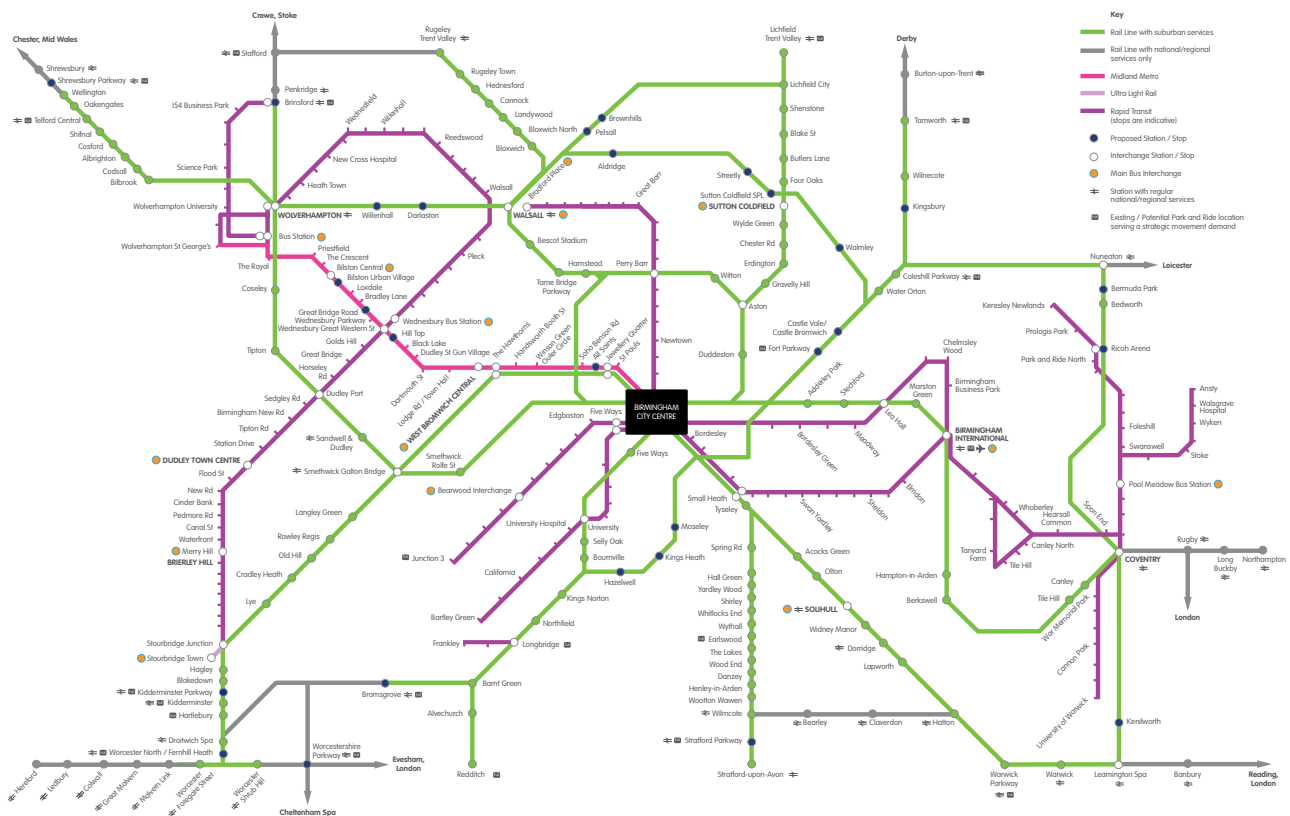 Key
Rail Line with suburban services
Rail Line with national/regional
services only
Midland Metro
Ultra Light Rail
Rapid Transit
(stops are indicative)
Proposed Station / Stop
Interchange Station / Stop
Main Bus Interchange
Station with regular
national/regional services
Existing / Potential Park and Ride location
serving a strategic movement demand
Crewe, Stoke
Chester, Mid Wales
Shrewsbury
Shrewsbury Parkway
Wellington
Oakengates
Telford Central
Shifnal
Cosford
Albrighton
Codsall
Bilbrook
Stafford
Penkridge
Brinsford
I54 Business Park
Science Park
Wolverhampton University
Wolverhampton St George's
WOLVERHAMPTON
Bus Station
The Royal
Coseley
Tipton
Rugeley
Trent Valley
Rugeley Town
Hednesford
Cannock
Landywood
Bloxwich North
Bloxwich
Wednesfield
Willenhall
New Cross Hospital
Heath Town
Reedswood
Walsall
Pleck
Willenhall
Darlaston
WALSALL
Bradford Place
Bescot Stadium
Tame Bridge
Parkway
Hamstead
Perry Barr
Great Barr
Newtown
Witton
Aston
Duddeston
Lichfield
Trent Valley
Lichfield City
Shenstone
Blake St
Butlers Lane
Four Oaks
Sutton Coldfield SPL
SUTTON COLDFIELD
Wylde Green
Chester Rd
Erdington
Gravelly Hill
Brownhills
Pelsall
Aldridge
Streetly
Walmley
Derby
Burton-upon-Trent
Tamworth
Wilnecote
Kingsbury
Coleshill Parkway
Water Orton
Castle Vale/
Castle Bromwich
Fort Parkway
Nuneaton
Leicester
Bermuda Park
Bedworth
Ricoh Arena
Keresley Newlands
Prologis Park
Park and Ride North
Foleshill
Swanswell
Stoke
Ansty
Walsgrave
Hospital
Wyken
Pool Meadow Bus Station
Priestfield
The Crescent
Bilston Central
Bilston Urban Village
Loxdale
Bradley Lane
Great Bridge Road
Wednesbury Parkway
Wednesbury Great Western St
Wednesbury Bus Station
Hill Top
Black Lake
Dudley St Gun Village
Dartmouth St
Lodge Rd / Town Hall
WEST BROMWICH CENTRAL
The Hawthorns
Handsworth Booth St
Winson Green
Outer Circle
Soho Benson Rd
All Saints
Jewellery Quarter
St Pauls
BIRMINGHAM
CITY CENTRE
Golds Hill
Great Bridge
Horseley
Rd
Dudley Port
Sedgley Rd
Birmingham New Rd
Tipton Rd
Station Drive
DUDLEY TOWN CENTRE
Flood St
New Rd
Cinder Bank
Pedmore Rd
Canal St
Waterfront
Merry Hill
BRIERLEY HILL
Sandwell &
Dudley
Smethwick Galton Bridge
Smethwick
Rolfe St
Langley Green
Rowley Regis
Old Hill
Cradley Heath
Lye
Stourbridge Junction
Stourbridge Town
Hagley
Blakedown
Kidderminster Parkway
Kidderminster
Hartlebury
Droitwich Spa
Worcester North / Fernhill Heath
Hereford
Ledbury
Colwall
Great Malvern
Malvern Link
Worcester
Foregate Street
Worcester
Shrub Hill
Worcestershire
Parkway
Evesham,
London
Cheltenham Spa
Bromsgrove
Barnt Green
Alvechurch
Redditch
Edgbaston
Five Ways
Five Ways
Bearwood Interchange
University Hospital
University
Junction 3
California
Bartley Green
Selly Oak
Bournville
Hazelwell
Kings Heath
Moseley
Kings Norton
Northfield
Longbridge
Frankley
Bordesley
Small Heath
Tyseley
Spring Rd
Hall Green
Yardley Wood
Shirley
Whitlocks End
Wythall
Earlswood
The Lakes
Wood End
Danzey
Henley-in-Arden
Wootton Wawen
Wilmcote
Stratford Parkway
Stratford-upon-Avon
Bearley
Claverdon
Hatton
Acocks Green
Olton
SOLIHULL
Widney Manor
Dorridge
Lapworth
Warwick
Parkway
Warwick
Leamington Spa
Banbury
Reading,
London
Kenilworth
Adderley Park
Stechford
Lea Hall
Marston
Green
Chelmsley
Wood
Birmingham
Business Park
BIRMINGHAM
INTERNATIONAL
Bordesley Green
Meadway
Swan Yardley
Sheldon
Elmdon
Hampton-in-Arden
Berkswell
Tile Hill
Canley
Whoberley
Hearsall
Common
Spon End
Canley North
Tanyard
Farm
Tile Hill
COVENTRY
War Memorial Park
Cannon Park
University of Warwick
Rugby
Long
Buckby
Northampton
London